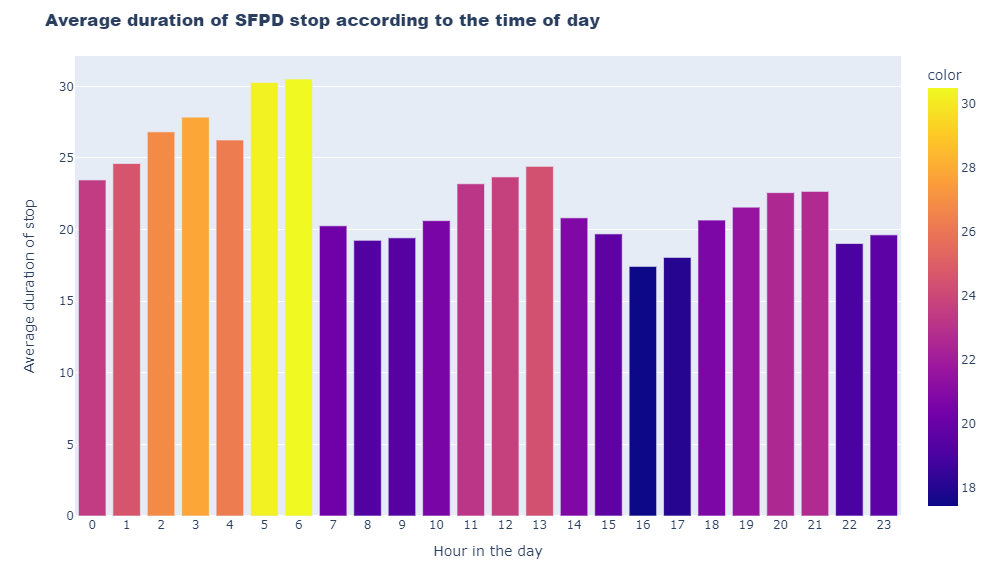 Average duration of SFPD stop according to the time of day
color
30
28
26
24
22
20
18
Average duration of stop
30
25
20
15
10
5
0
0 1 2 3 4 5 6 7 8 9 10 11 12 13 14 15 16 17 18 19 20 21 22 23
Hour in the day